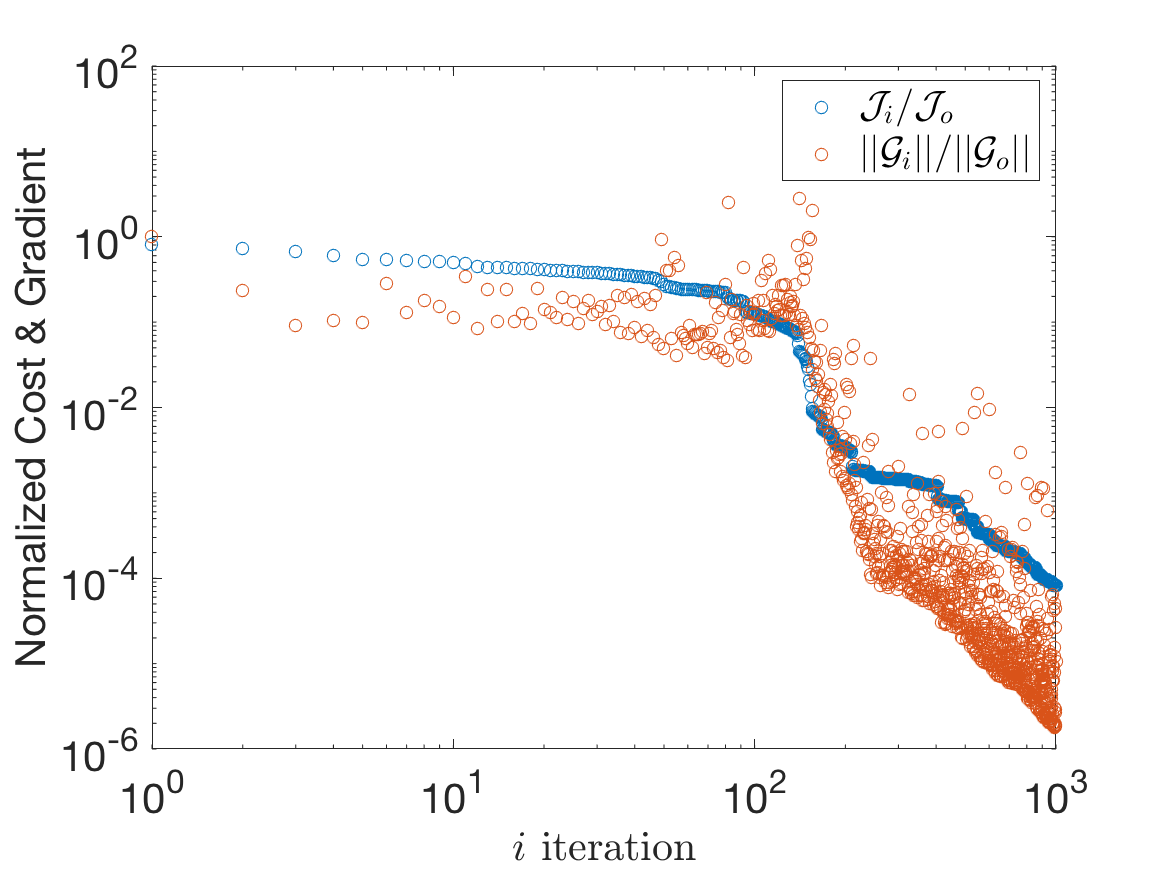 10^2
10^0
10^-2
10^-4
10^-6
Normalized Cost & Gradient
𝒥_i/𝒥_o
||𝒢_i||/||𝒢_o||
10^0 10^1 10^2 10^3
i iteration